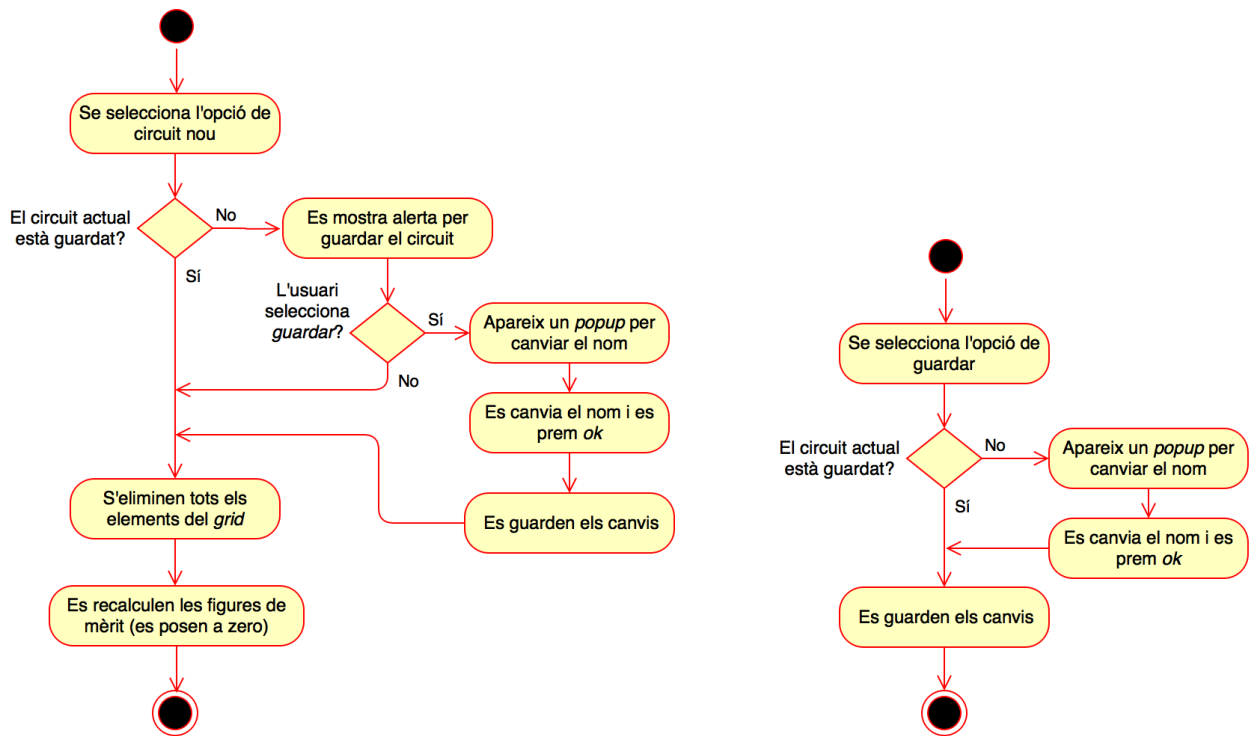 Se selecciona l'opció de
circuit nou
El circuit actual
està guardat?
No
Sí
Es mostra alerta per
guardar el circuit
L'usuari
selecciona
guardar?
Sí
No
Apareix un popup per
canviar el nom
Es canvia el nom i es
prem ok
Es guarden els canvis
S'eliminen tots els
elements del grid
Es recalculen les figures de
mèrit (es posen a zero)
Se selecciona l'opció de
guardar
El circuit actual
està guardat?
No
Sí
Apareix un popup per
canviar el nom
Es canvia el nom i es
prem ok
Es guarden els canvis